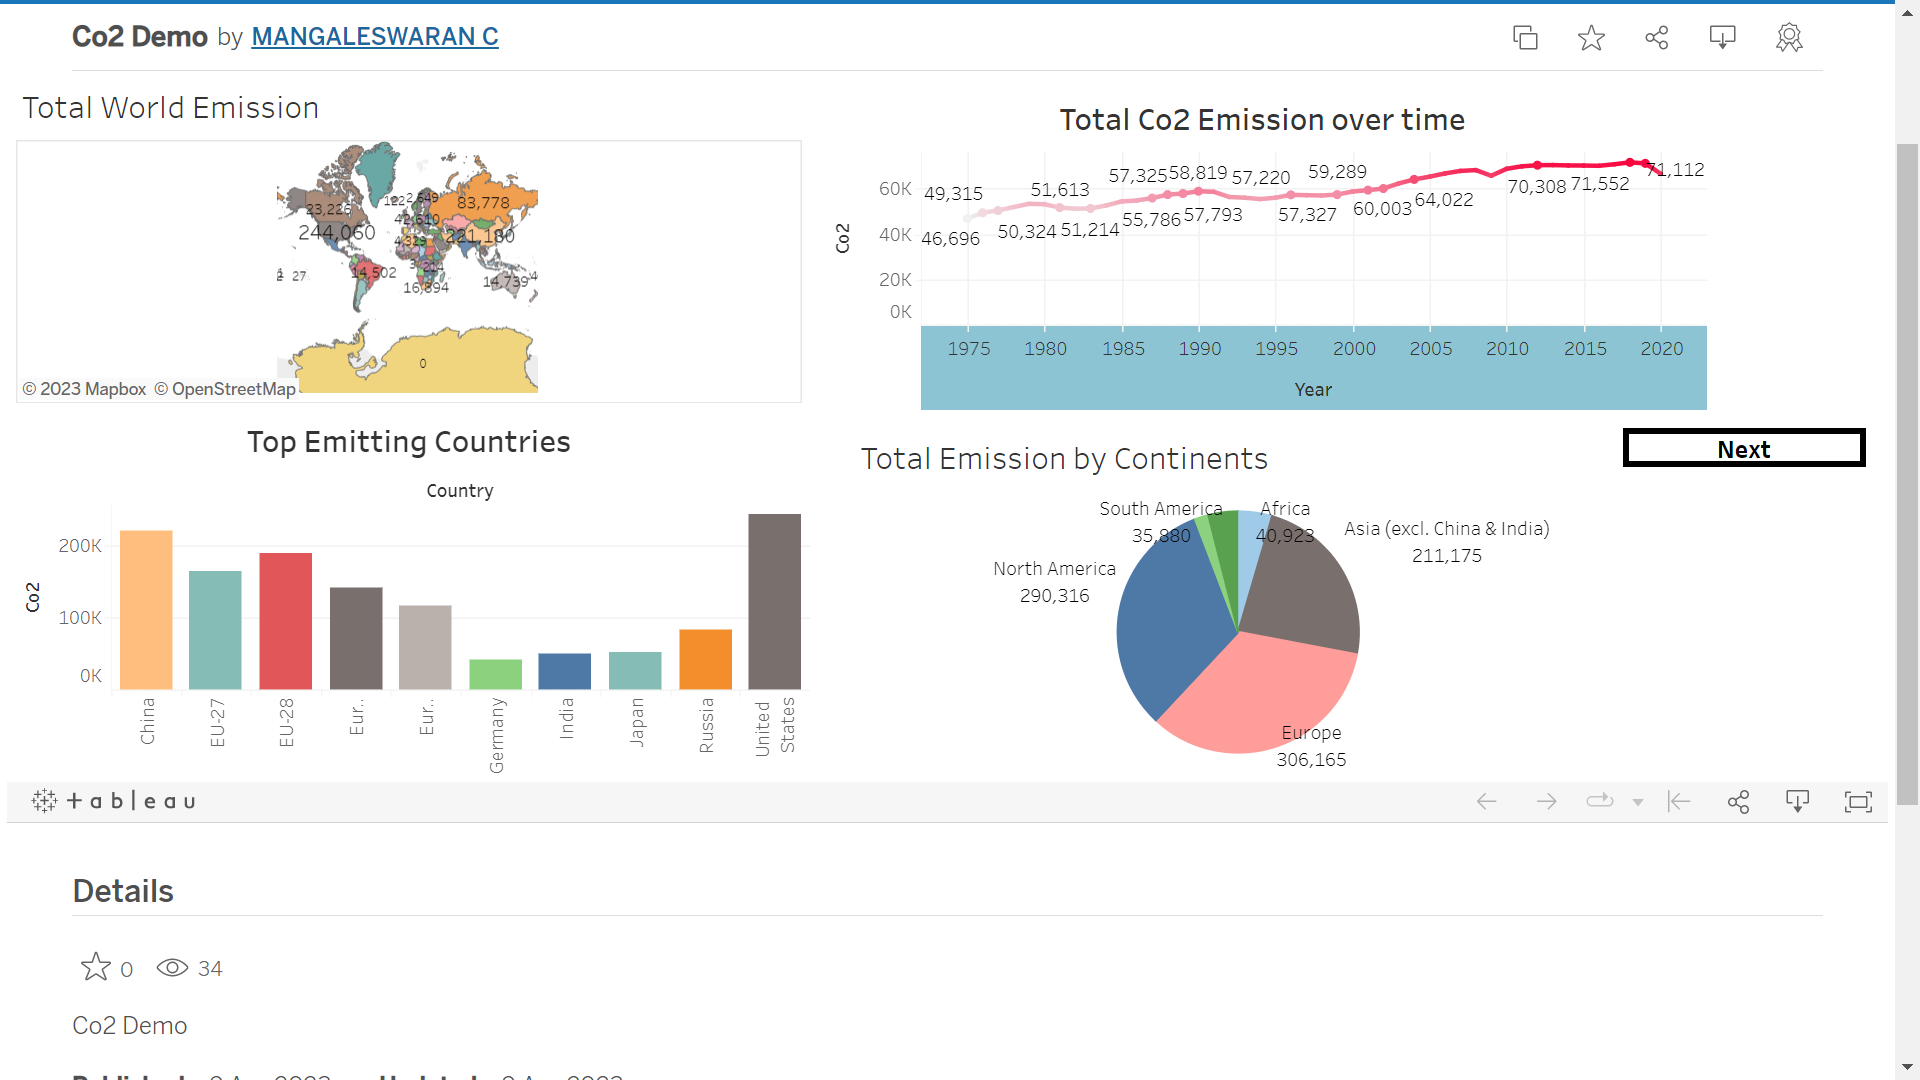 Co2 Demo by MANGALESWARAN C
Total World Emission
23,226
122
2,649
83,778
244,060
42,610
4,329
221,180
27
14,502
3
214
16,894
14,739
0
© 2023 Mapbox © OpenStreetMap
Total Co2 Emission over time
Co2
60K
40K
20K
0K
49,315
46,696
50,324
51,613
51,214
57,325
55,786
58,819
57,793
57,220
57,327
59,289
60,003
64,022
70,308
71,552
71,112
1975 1980 1985 1990 1995 2000 2005 2010 2015 2020
Year
Top Emitting Countries
Country
Co2
200K
100K
0K
China
EU-27
EU-28
Eur..
Eur..
Germany
India
Japan
Russia
United
States
Next
Total Emission by Continents
South America
35,880
Africa
40,923
Asia (excl. China & India)
211,175
North America
290,316
Europe
306,165
+ableau
Details
0
34
Co2 Demo